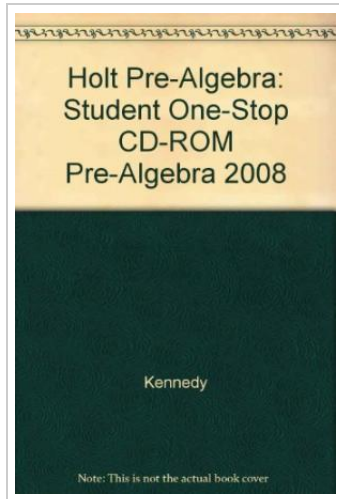 Holt Pre-Algebra:
Student One-Stop
CD-ROM
Pre-Algebra 2008
Kennedy
Note: This is not the actual book cover